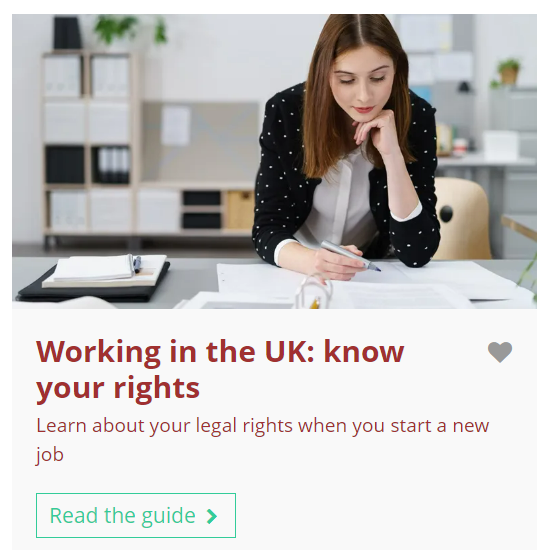 Working in the UK: know
your rights
Learn about your legal rights when you start a new
job
Read the guide